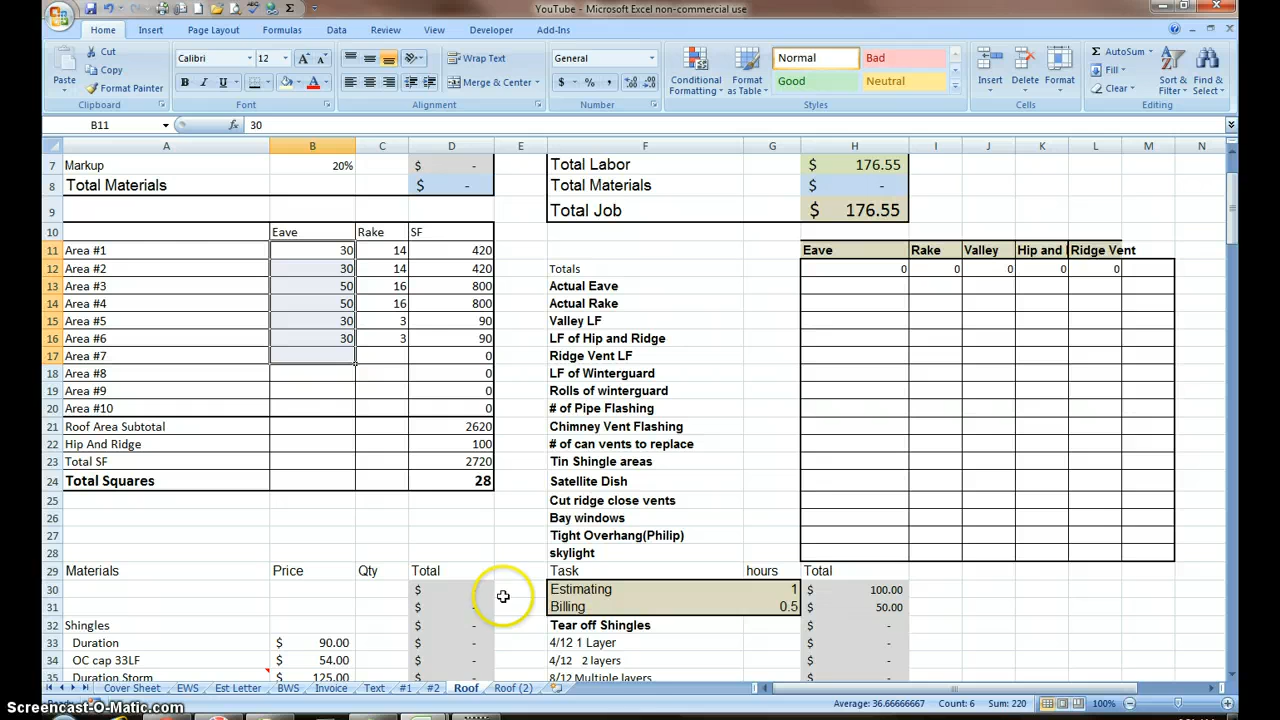 YouTube - Microsoft Excel non-commercial use
Home Insert Page Layout Formulas Data Review View Developer Add-Ins
Paste
Cut
Copy
Format Painter
Clipboard
Calibri 12
B I U
Font
Wrap Text
Merge & Center
Alignment
General
$ % ,
Number
Conditional Formatting
Format as Table
Normal Bad
Good Neutral
Styles
Insert Delete Format
Cells
AutoSum
Fill
Clear
Sort & Filter
Find & Select
Editing
B11 fx 30
A B C D E F G H I J K L M N
7 Markup 20% $ - Total Labor $ 176.55
8 Total Materials $ - Total Materials $ -
9 Total Job $ 176.55
10 Eave Rake SF
11 Area #1 30 14 420 Eave Rake Valley Hip and Ridge Vent
12 Area #2 30 14 420 Totals 0 0 0 0 0
13 Area #3 50 16 800 Actual Eave
14 Area #4 50 16 800 Actual Rake
15 Area #5 30 3 90 Valley LF
16 Area #6 30 3 90 LF of Hip and Ridge
17 Area #7 0 Ridge Vent LF
18 Area #8 0 LF of Winterguard
19 Area #9 0 Rolls of winterguard
20 Area #10 0 # of Pipe Flashing
21 Roof Area Subtotal 2620 Chimney Vent Flashing
22 Hip And Ridge 100 # of can vents to replace
23 Total SF 2720 Tin Shingle areas
24 Total Squares 28 Satellite Dish
25 Cut ridge close vents
26 Bay windows
27 Tight Overhang(Philip)
28 skylight
29 Materials Price Qty Total Task hours Total
30 $ Estimating 1 $ 100.00
31 $ - Billing 0.5 $ 50.00
32 Shingles $ - Tear off Shingles $ -
33 Duration $ 90.00 $ - 4/12 1 Layer $ -
34 OC cap 33LF $ 54.00 $ - 4/12 2 layers $ -
35 Duration Storm $ 125.00 $ - 8/12 Multiple layers $ -
Cover Sheet EWS Est Letter BWS Invoice Text #1 #2 Roof Roof (2)
Average: 36.66666667 Count: 6 Sum: 220 100%
Screencast-O-Matic.com